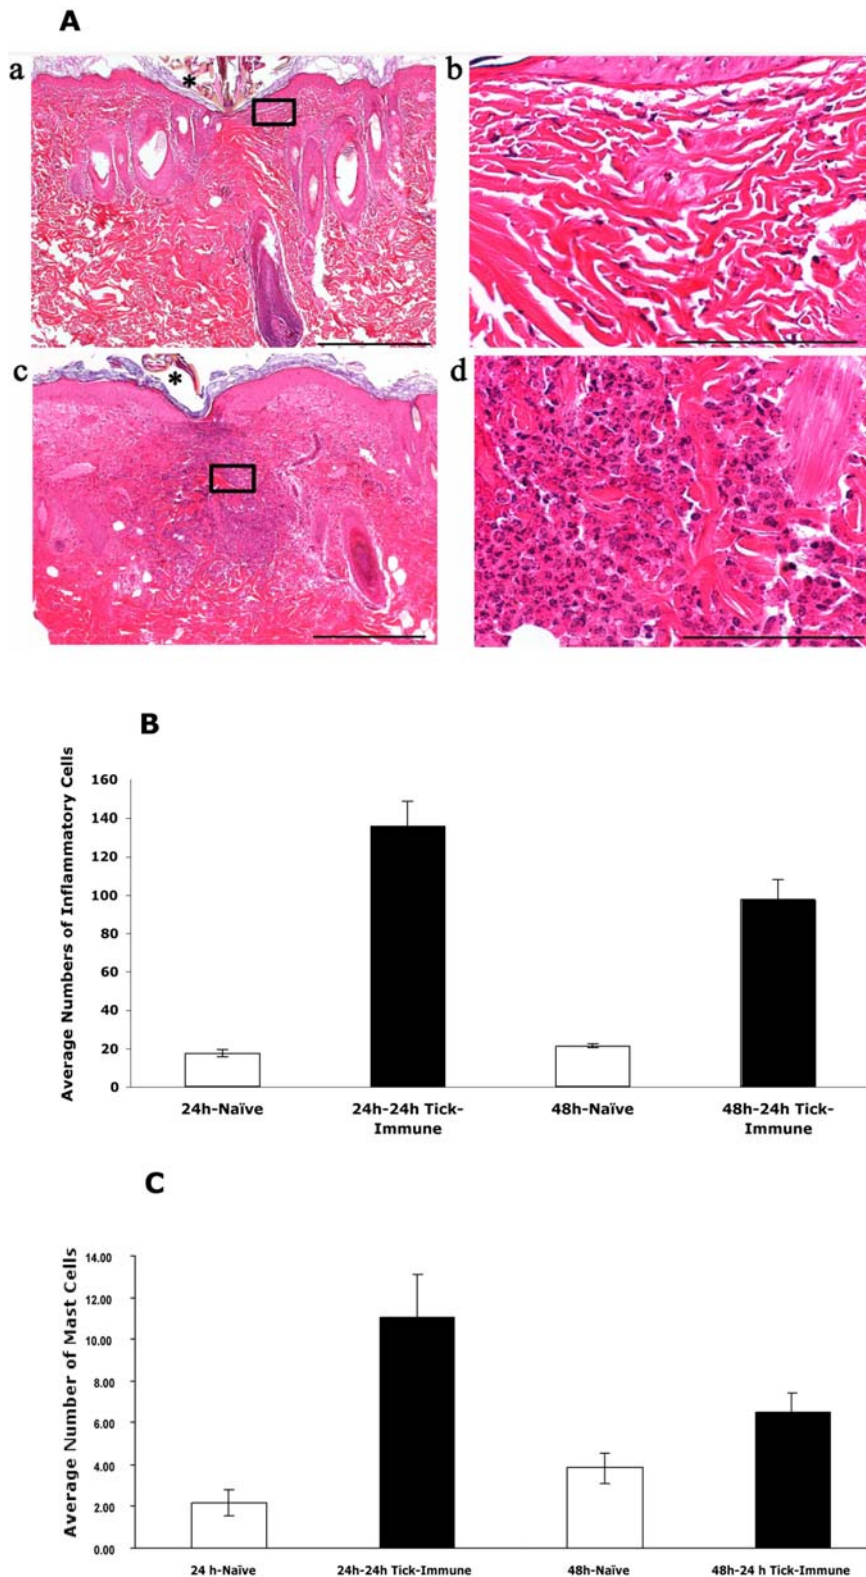 A
a
b
*
c
d
*
B
Average Numbers of Inflammatory Cells
160
140
120
100
80
60
40
20
0
24h-Naïve
24h-24h Tick-
Immune
48h-Naïve
48h-24h Tick-
Immune
C
Average Number of Mast Cells
14.00
12.00
10.00
8.00
6.00
4.00
2.00
0.00
24 h-Naïve
24h-24h Tick-Immune
48h-Naïve
48h-24 h Tick-Immune